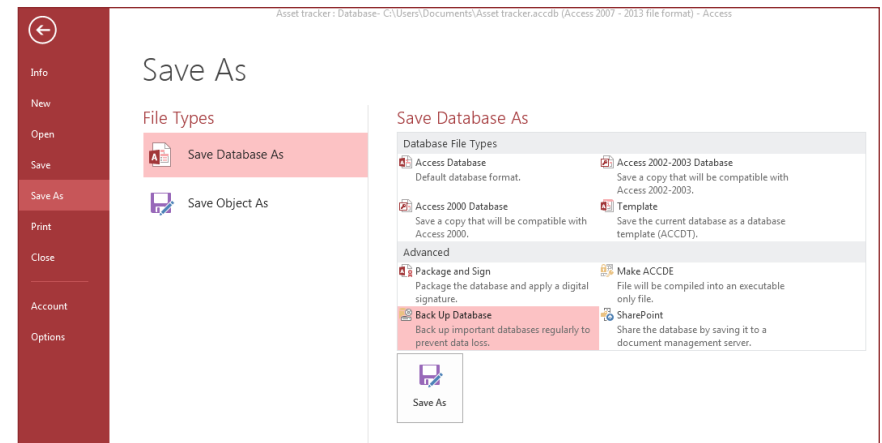 Asset tracker : Database- C:\Users\Documents\Asset tracker.accdb (Access 2007 - 2013 file format) - Access
Info
New
Open
Save
Save As
Print
Close
Account
Options
Save As
File Types
Save Database As
Save Object As
Save Database As
Database File Types
Access Database
Default database format.
Access 2002-2003 Database
Save a copy that will be compatible with
Access 2002-2003.
Access 2000 Database
Save a copy that will be compatible with
Access 2000.
Template
Save the current database as a database
template (ACCDT).
Advanced
Package and Sign
Package the database and apply a digital
signature.
Make ACCDE
File will be compiled into an executable
only file.
Back Up Database
Back up important databases regularly to
prevent data loss.
SharePoint
Share the database by saving it to a
document management server.
Save As